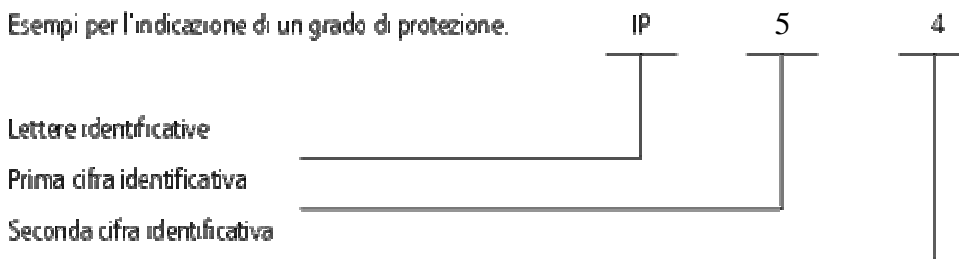 Esempi per l'indicazione di un grado di protezione. IP 5 4
Lettere identificative
Prima cifra identificativa
Seconda cifra identificativa